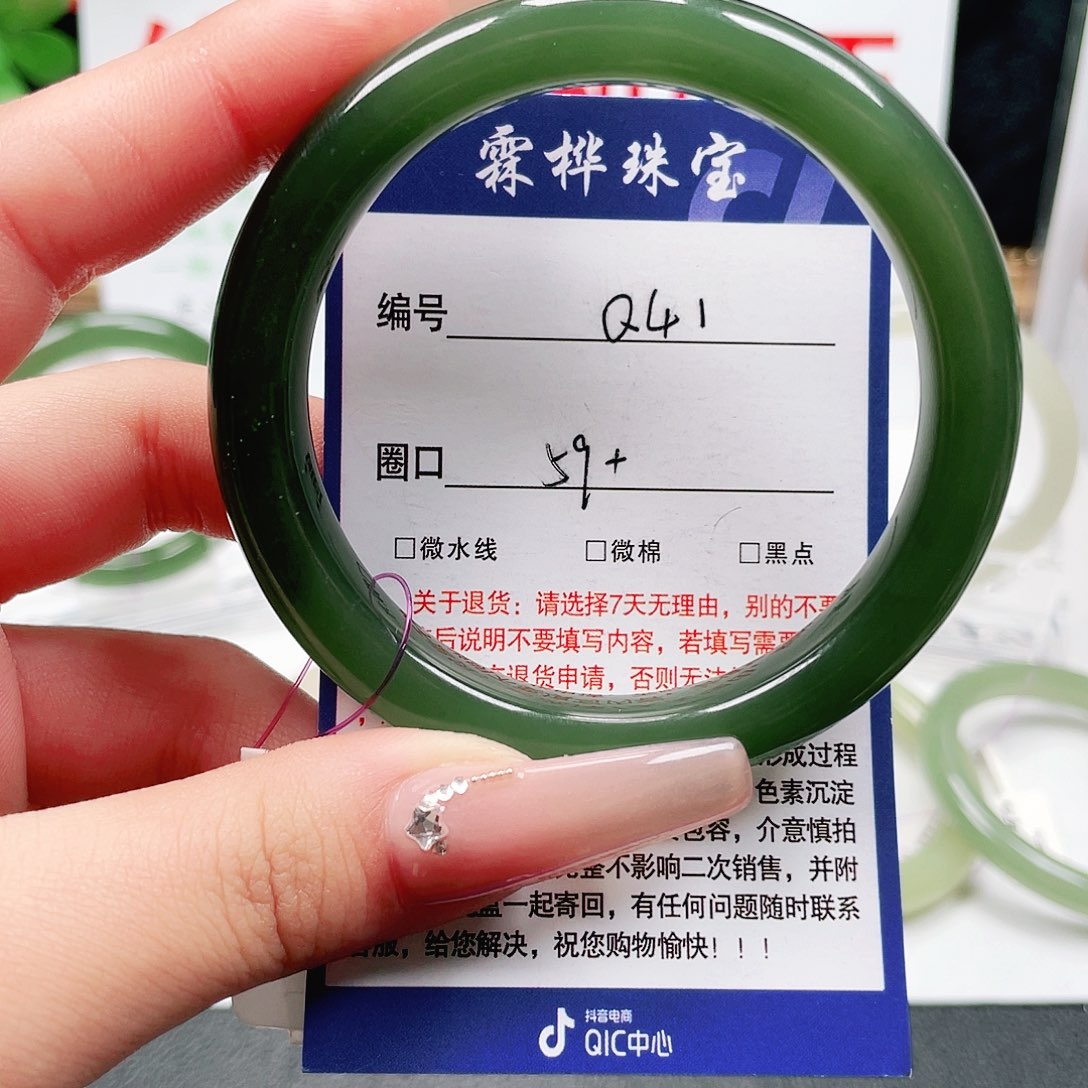 霖桦珠宝
编号 Q41
圈口 59+
□微水线 □微棉 □黑点
关于退货：请选择7天无理由，别的不要
后说明不要填写内容，若填写需要
退货申请，否则无法
形成过程
色素沉淀
包容，介意慎拍
完整不影响二次销售，并附
一起寄回，有任何问题随时联系
客服，给您解决，祝您购物愉快！！！
抖音电商
QIC中心